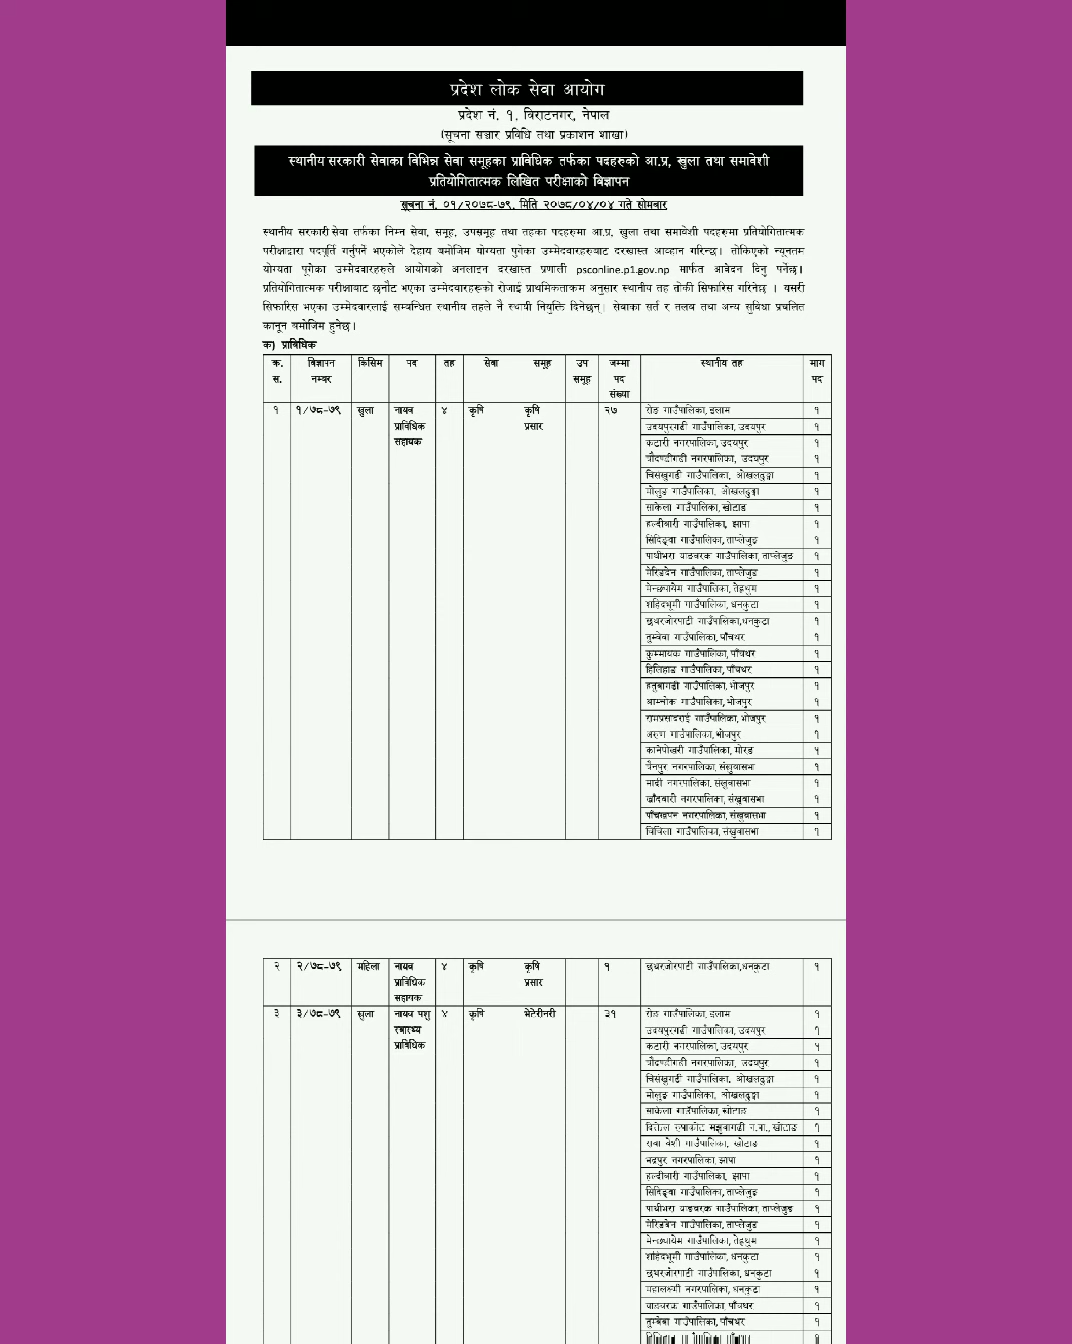 प्रदेश लोक सेवा आयोग
प्रदेश नं. १, विराटनगर, नेपाल
(सूचना सञ्चार प्रविधि तथा प्रकाशन शाखा)
स्थानीय सरकारी सेवाका विभिन्न सेवा समूहका प्राविधिक तर्फका पदहरुको आ.प्र, खुला तथा समावेशी
प्रतियोगितात्मक लिखित परीक्षाको विज्ञापन
सूचना नं. ०१/२०७८-७९, मिति २०७८/०४/०४ गते सोमबार
स्थानीय सरकारी सेवा तर्फका निम्न सेवा, समूह, उपसमूह तथा तहका पदहरुमा आ.प्र, खुला तथा समावेशी पदहरुमा प्रतियोगितात्मक
परीक्षाद्वारा पदपूर्ति गर्नुपर्ने भएकोले देहाय बमोजिम योग्यता पुगेका उम्मेदवारहरुबाट दरखास्त आव्हान गरिन्छ। तोकिएको न्यूनतम
योग्यता पुगेका उम्मेदवारहरुले आयोगको अनलाइन दरखास्त प्रणाली psconline.p1.gov.np मार्फत आवेदन दिनु पर्नेछ।
प्रतियोगितात्मक परीक्षाबाट छनौट भएका उम्मेदवारहरूको रोजाई प्राथमिकताक्रम अनुसार स्थानीय तह तोकी सिफारिस गरिनेछ । यसरी
सिफारिस भएका उम्मेदवारलाई सम्बन्धित स्थानीय तहले नै स्थायी नियुक्ति दिनेछन्। सेवाका सर्त र तलब तथा अन्य सुबिधा प्रचलित
कानून बमोजिम हुनेछ।
क) प्राविधिक
क्र. स. विज्ञापन नम्बर किसिम पद तह सेवा समूह उप समूह जम्मा पद संख्या स्थानीय तह माग पद
१ १/७८-७९ खुला नायब प्राविधिक सहायक ४ कृषि कृषि प्रसार २७ रोङ गाउँपालिका, इलाम १
उदयपुरगढी गाउँपालिका, उदयपुर १
कटारी नगरपालिका, उदयपुर १
चौदण्डीगढी नगरपालिका, उदयपुर १
चिसंखुगढी गाउँपालिका, ओखलढुङ्गा १
मोलुङ गाउँपालिका, ओखलढुङ्गा १
साकेला गाउँपालिका, खोटाङ १
हल्दीबारी गाउँपालिका, झापा १
सिदिङ्वा गाउँपालिका, ताप्लेजुङ १
पाथीभरा याङवरक गाउँपालिका, ताप्लेजुङ १
मेरिङदेन गाउँपालिका, ताप्लेजुङ १
मेन्छयायेम गाउँपालिका, तेह्रथुम १
शहिदभूमी गाउँपालिका, धनकुटा १
छथरजोरपाटी गाउँपालिका,धनकुटा १
तुम्वेवा गाउँपालिका, पाँचथर १
कुम्मायक गाउँपालिका, पाँचथर १
हिलिहाङ गाउँपालिका, पाँचथर १
हतुवागढी गाउँपालिका, भोजपुर १
आमचोक गाउँपालिका, भोजपुर १
रामप्रसादराई गाउँपालिका, भोजपुर १
अरुण गाउँपालिका, भोजपुर १
कानेपोखरी गाउँपालिका, मोरङ १
चैनपुर नगरपालिका, संखुवासभा १
मादी नगरपालिका, संखुवासभा १
खाँदबारी नगरपालिका, संखुवासभा १
पाँचखपन नगरपालिका, संखुवासभा १
चिचिला गाउँपालिका, संखुवासभा १
२ २/७८-७९ महिला नायब प्राविधिक सहायक ४ कृषि कृषि प्रसार १ छथरजोरपाटी गाउँपालिका,धनकुटा १
३ ३/७८-७९ खुला नायब पशु स्वास्थ्य प्राविधिक ४ कृषि भेटेरीनरी ३१ रोङ गाउँपालिका, इलाम १
उदयपुरगढी गाउँपालिका, उदयपुर १
कटारी नगरपालिका, उदयपुर १
चौदण्डीगढी नगरपालिका, उदयपुर १
चिसंखुगढी गाउँपालिका, ओखलढुङ्गा १
मोलुङ गाउँपालिका, ओखलढुङ्गा १
साकेला गाउँपालिका, खोटाङ १
दिक्तेल रुपाकोट मझुवागढी न.पा., खोटाङ १
रावा बेसी गाउँपालिका, खोटाङ १
भद्रपुर नगरपालिका, झापा १
हल्दीबारी गाउँपालिका, झापा १
सिदिङ्वा गाउँपालिका, ताप्लेजुङ १
पाथीभरा याङवरक गाउँपालिका, ताप्लेजुङ १
मेरिङदेन गाउँपालिका, ताप्लेजुङ १
मेन्छयायेम गाउँपालिका, तेह्रथुम १
शहिदभूमी गाउँपालिका, धनकुटा १
छथरजोरपाटी गाउँपालिका, धनकुटा १
महालक्ष्मी नगरपालिका, धनकुटा १
याङवरक गाउँपालिका, पाँचथर १
तुम्वेवा गाउँपालिका, पाँचथर १